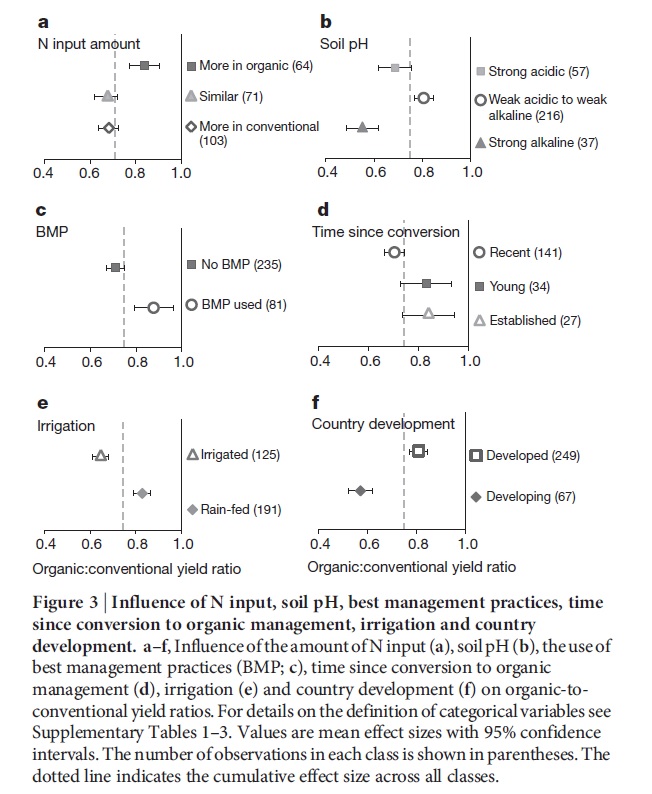 a
N input amount
More in organic (64)
Similar (71)
More in conventional
(103)
0.4 0.6 0.8 1.0
b
Soil pH
Strong acidic (57)
Weak acidic to weak
alkaline (216)
Strong alkaline (37)
0.4 0.6 0.8 1.0
c
BMP
No BMP (235)
BMP used (81)
0.4 0.6 0.8 1.0
d
Time since conversion
Recent (141)
Young (34)
Established (27)
0.4 0.6 0.8 1.0
e
Irrigation
Irrigated (125)
Rain-fed (191)
0.4 0.6 0.8 1.0
Organic:conventional yield ratio
f
Country development
Developed (249)
Developing (67)
0.4 0.6 0.8 1.0
Organic:conventional yield ratio
Figure 3 | Influence of N input, soil pH, best management practices, time
since conversion to organic management, irrigation and country
development. a–f, Influence of the amount of N input (a), soil pH (b), the use of
best management practices (BMP; c), time since conversion to organic
management (d), irrigation (e) and country development (f) on organic-to-
conventional yield ratios. For details on the definition of categorical variables see
Supplementary Tables 1–3. Values are mean effect sizes with 95% confidence
intervals. The number of observations in each class is shown in parentheses. The
dotted line indicates the cumulative effect size across all classes.